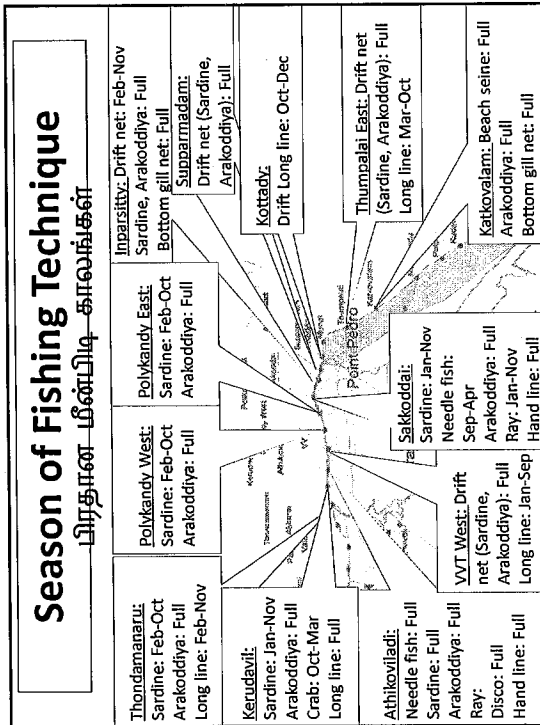 Season of Fishing Technique
பிரதான மீன்பிடி காலங்கள்
Thondamanaru:
Sardine: Feb-Oct
Arakoddiya: Full
Long line: Feb-Nov
Polykandy West:
Sardine: Feb-Oct
Arakoddiya: Full
Polykandy East:
Sardine: Feb-Oct
Arakoddiya: Full
Inparsitty: Drift net: Feb-Nov
Sardine, Arakoddiya: Full
Bottom gill net: Full
Supparmadam:
Drift net (Sardine,
Arakoddiya): Full
Kottady:
Drift Long line: Oct-Dec
Thumpalai East: Drift net
(Sardine, Arakoddiya): Full
Long line: Mar-Oct
Katkovalam: Beach seine: Full
Arakoddiya: Full
Bottom gill net: Full
Kerudavil:
Sardine: Jan-Nov
Arakoddiya: Full
Crab: Oct-Mar
Long line: Full
Athikoviladi:
Needle fish: Full
Sardine: Full
Arakoddiya: Full
Ray:
Disco: Full
Hand line: Full
VVT West: Drift
net (Sardine,
Arakoddiya): Full
Long line: Jan-Sep
Sakkoddai:
Sardine: Jan-Nov
Needle fish:
Sep-Apr
Arakoddiya: Full
Ray: Jan-Nov
Hand line: Full
Point Pedro